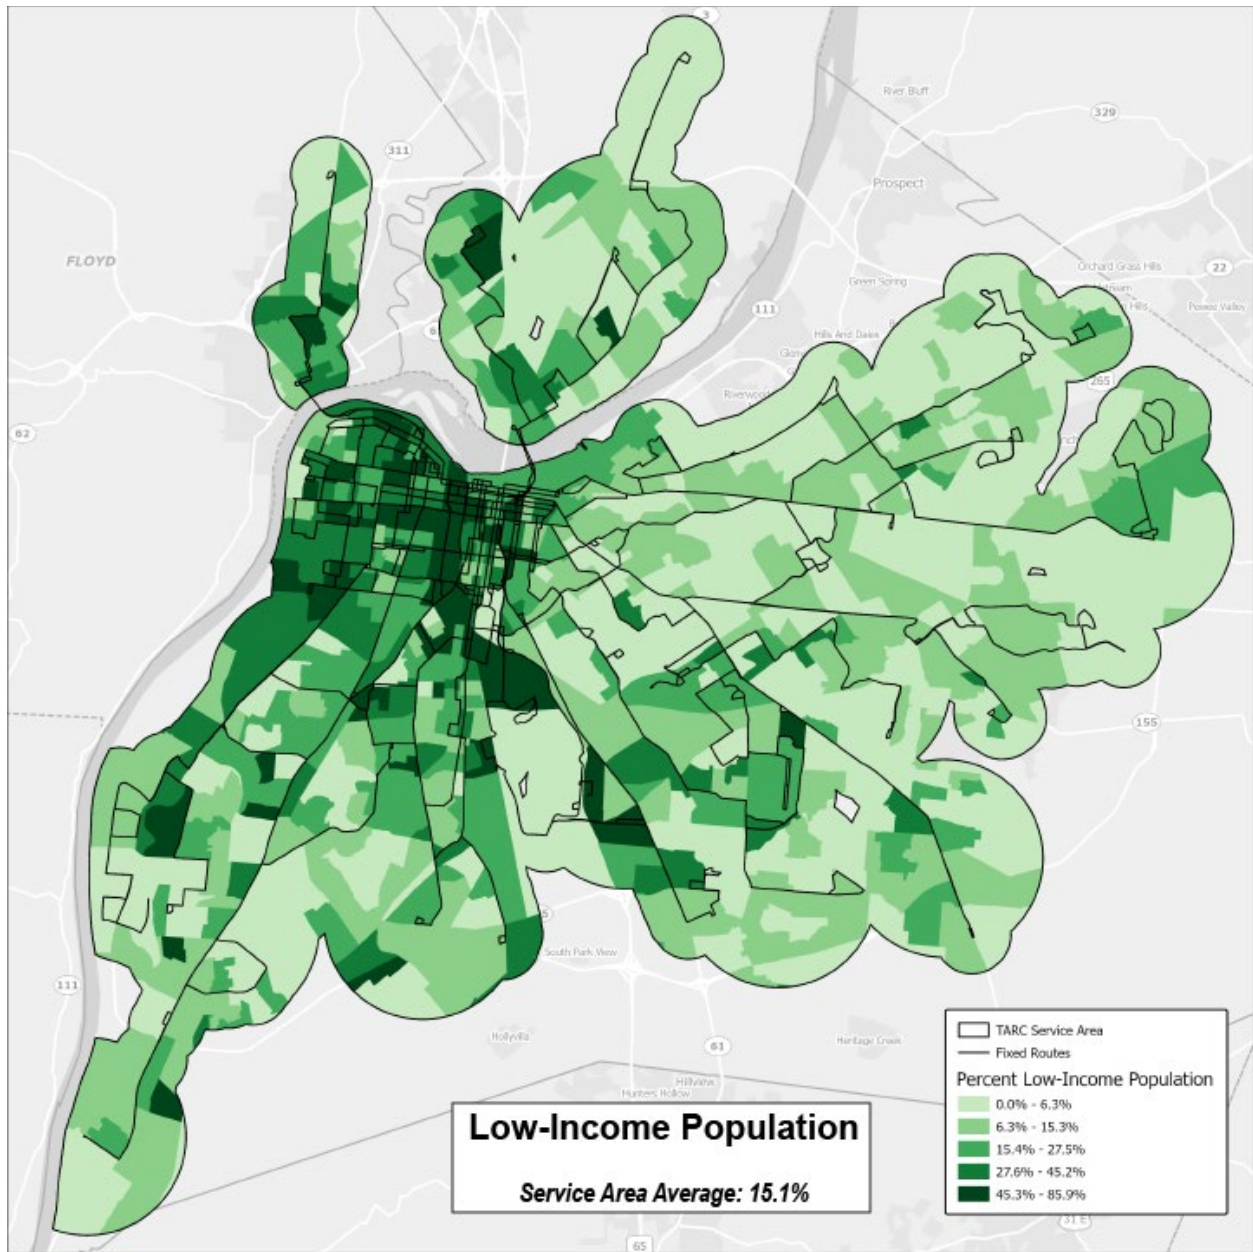 3
River Bluff
329
311
Prospect
FLOYD
Orchard Grass Hills
22
Green Spring
Powee Valley
111
Hills And Dales
Riverwood
265
62
155
South Park View
111
Hollyvilla
61
Heritage Creek
Hillview
Hunters Hollow
31 E
65
TARC Service Area
Fixed Routes
Percent Low-Income Population
0.0% - 6.3%
6.3% - 15.3%
15.4% - 27.5%
27.6% - 45.2%
45.3% - 85.9%
Low-Income Population
Service Area Average: 15.1%